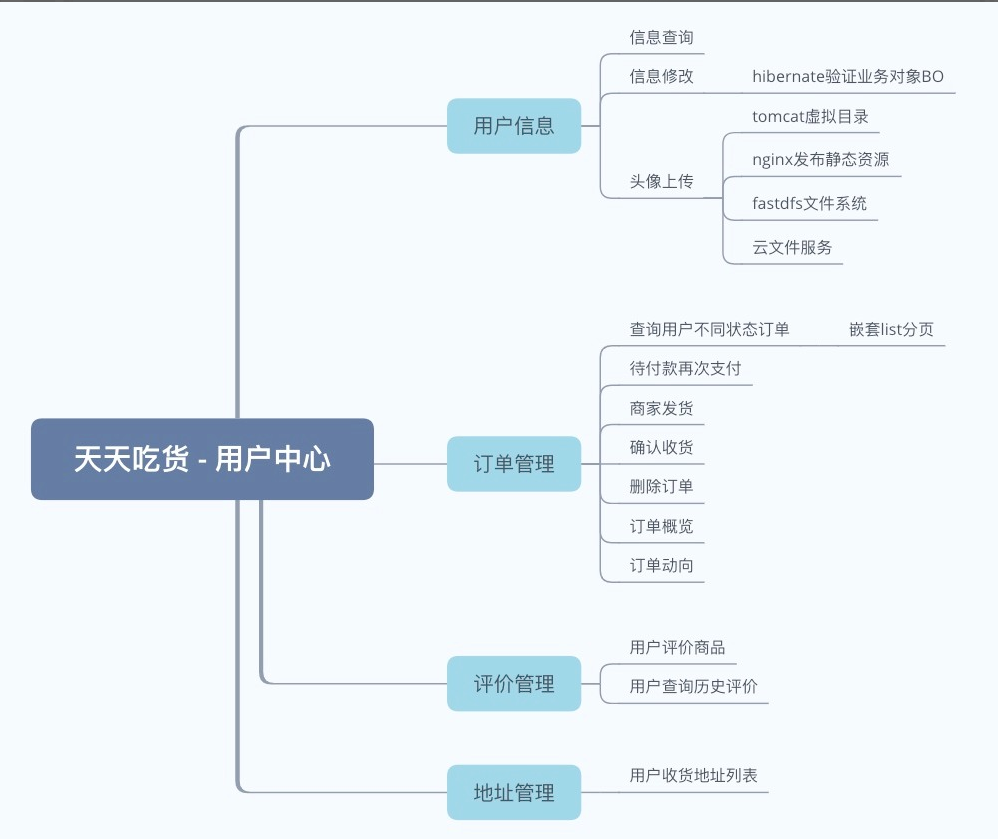 天天吃货 - 用户中心
用户信息
信息查询
信息修改
hibernate验证业务对象BO
头像上传
tomcat虚拟目录
nginx发布静态资源
fastdfs文件系统
云文件服务
订单管理
查询用户不同状态订单
嵌套list分页
待付款再次支付
商家发货
确认收货
删除订单
订单概览
订单动向
评价管理
用户评价商品
用户查询历史评价
地址管理
用户收货地址列表